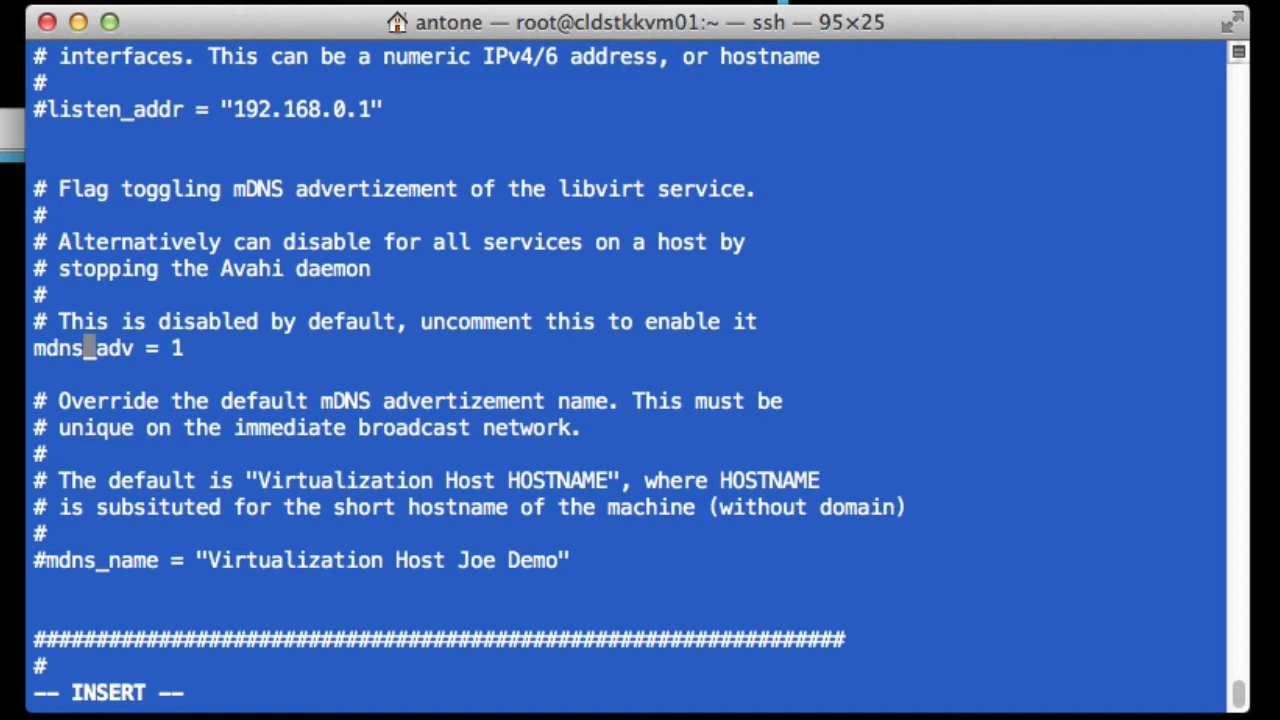 antone — root@cldstkkvm01:~ — ssh — 95×25
# interfaces. This can be a numeric IPv4/6 address, or hostname
#
#listen_addr = "192.168.0.1"
# Flag toggling mDNS advertizement of the libvirt service.
#
# Alternatively can disable for all services on a host by
# stopping the Avahi daemon
#
# This is disabled by default, uncomment this to enable it
mdns_adv = 1
# Override the default mDNS advertizement name. This must be
# unique on the immediate broadcast network.
#
# The default is "Virtualization Host HOSTNAME", where HOSTNAME
# is subsituted for the short hostname of the machine (without domain)
#
#mdns_name = "Virtualization Host Joe Demo"
#################################################################
#
-- INSERT --